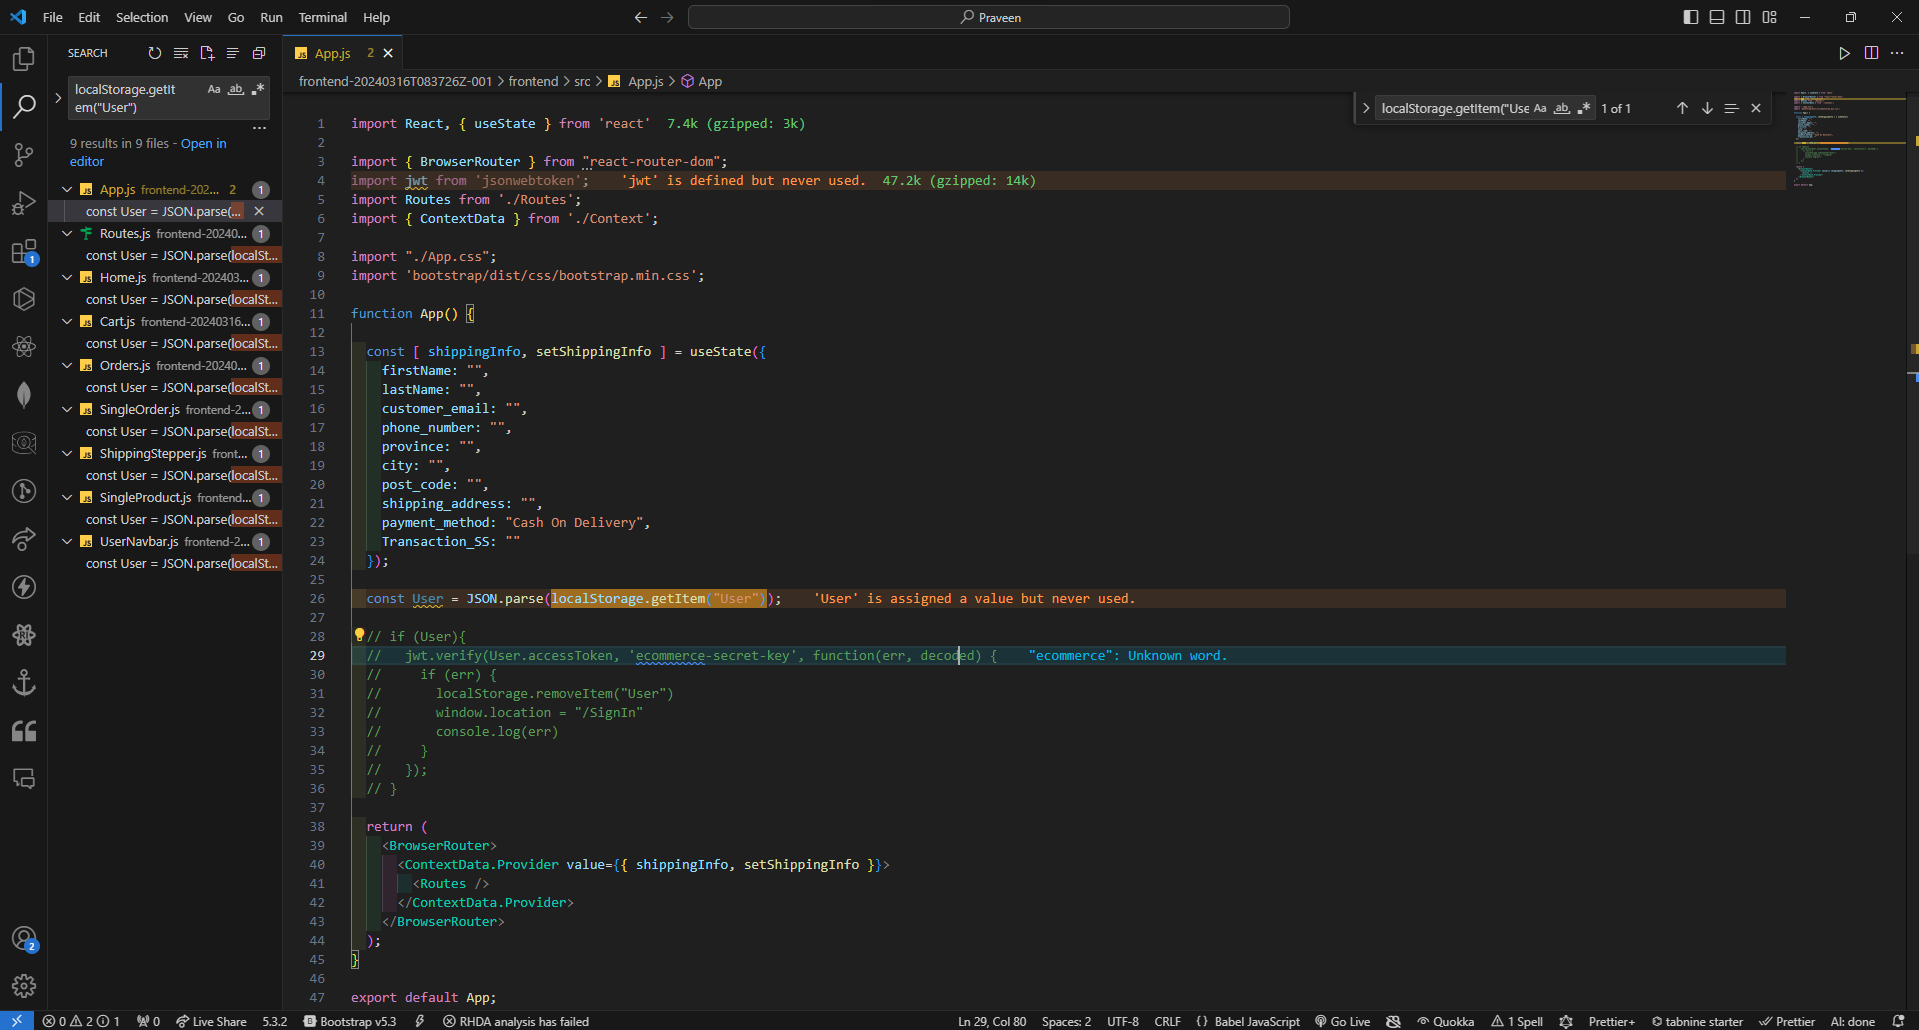 File Edit Selection View Go Run Terminal Help
Praveen
SEARCH
App.js 2
localStorage.getIt
em("User")
Aa ab .*
9 results in 9 files - Open in
editor
App.js frontend-202... 2 1
const User = JSON.parse(...
Routes.js frontend-20240... 1
const User = JSON.parse(localSt...
Home.js frontend-202403... 1
const User = JSON.parse(localSt...
Cart.js frontend-20240316... 1
const User = JSON.parse(localSt...
Orders.js frontend-20240... 1
const User = JSON.parse(localSt...
SingleOrder.js frontend-2... 1
const User = JSON.parse(localSt...
ShippingStepper.js front... 1
const User = JSON.parse(localSt...
SingleProduct.js frontend... 1
const User = JSON.parse(localSt...
UserNavbar.js frontend-2... 1
const User = JSON.parse(localSt...
frontend-20240316T083726Z-001 > frontend > src > App.js > App
localStorage.getItem("Use Aa ab .* 1 of 1
1 import React, { useState } from 'react' 7.4k (gzipped: 3k)
2
3 import { BrowserRouter } from "react-router-dom";
4 import jwt from 'jsonwebtoken'; 'jwt' is defined but never used. 47.2k (gzipped: 14k)
5 import Routes from './Routes';
6 import { ContextData } from './Context';
7
8 import "./App.css";
9 import 'bootstrap/dist/css/bootstrap.min.css';
10
11 function App() {
12
13 const [ shippingInfo, setShippingInfo ] = useState({
14 firstName: "",
15 lastName: "",
16 customer_email: "",
17 phone_number: "",
18 province: "",
19 city: "",
20 post_code: "",
21 shipping_address: "",
22 payment_method: "Cash On Delivery",
23 Transaction_SS: ""
24 });
25
26 const User = JSON.parse(localStorage.getItem("User")); 'User' is assigned a value but never used.
27
28 // if (User){
29 // jwt.verify(User.accessToken, 'ecommerce-secret-key', function(err, decoded) { "ecommerce": Unknown word.
30 // if (err) {
31 // localStorage.removeItem("User")
32 // window.location = "/SignIn"
33 // console.log(err)
34 // }
35 // });
36 // }
37
38 return (
39 <BrowserRouter>
40 <ContextData.Provider value={{ shippingInfo, setShippingInfo }}>
41 <Routes />
42 </ContextData.Provider>
43 </BrowserRouter>
44 );
45 }
46
47 export default App;
1
2
0 2 1 0 Live Share 5.3.2 Bootstrap v5.3 RHDA analysis has failed Ln 29, Col 80 Spaces: 2 UTF-8 CRLF {} Babel JavaScript Go Live Quokka 1 Spell Prettier+ tabnine starter Prettier AI: done